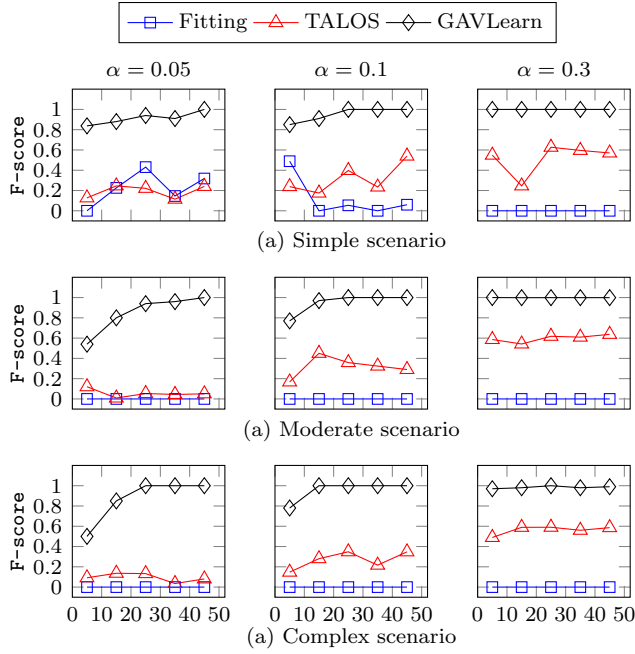 Fitting TALOS GAVLearn
α = 0.05 α = 0.1 α = 0.3
1
0.8
0.6
0.4
0.2
0
F-score
(a) Simple scenario
1
0.8
0.6
0.4
0.2
0
F-score
(a) Moderate scenario
1
0.8
0.6
0.4
0.2
0
F-score
0 10 20 30 40 50 0 10 20 30 40 50 0 10 20 30 40 50
(a) Complex scenario